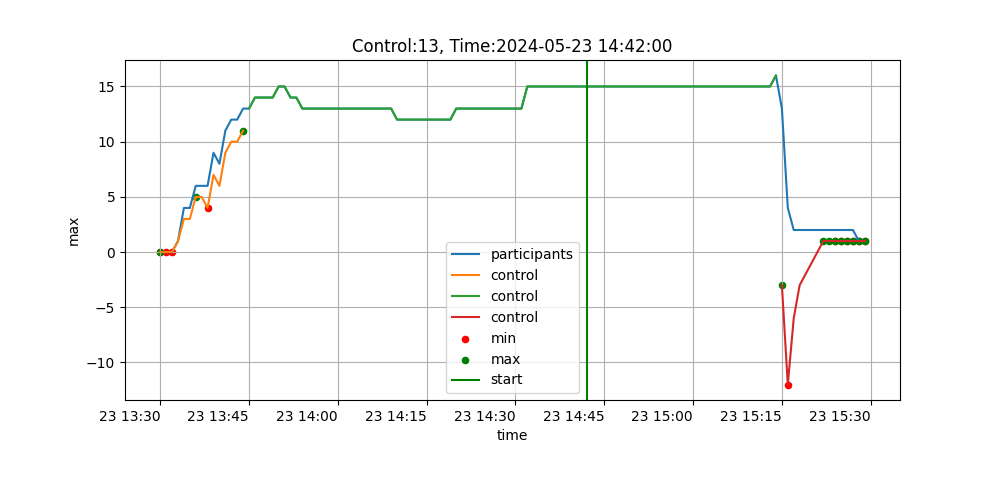 Control:13, Time:2024-05-23 14:42:00
max
15
10
5
0
−5
−10
participants
control
control
control
min
max
start
23 13:30 23 13:45 23 14:00 23 14:15 23 14:30 23 14:45 23 15:00 23 15:15 23 15:30
time